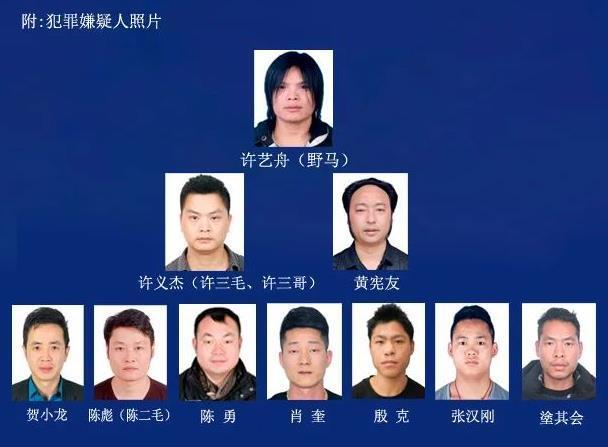 附:犯罪嫌疑人照片
许艺舟（野马）
许义杰（许三毛、许三哥） 黄宪友
贺小龙 陈彪（陈二毛） 陈 勇 肖 奎 殷 克 张汉刚 塗其会